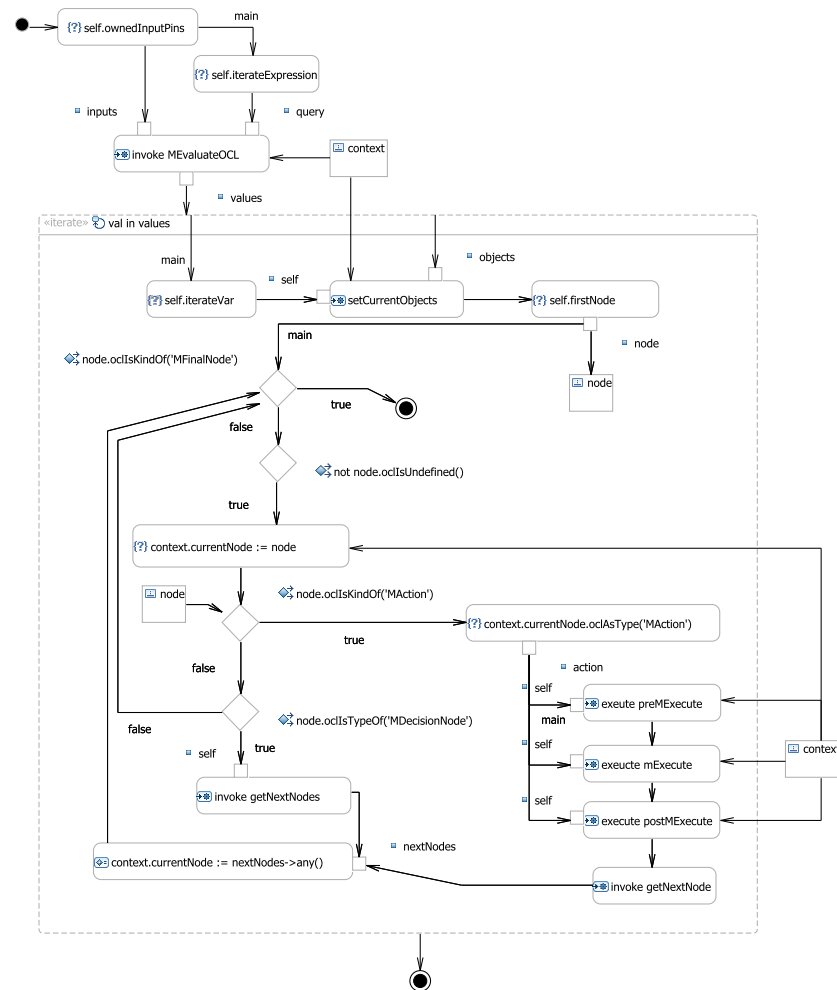 main
{?} self.ownedInputPins
{?} self.iterateExpression
inputs
query
invoke MEvaluateOCL
context
values
«iterate» val in values
main
objects
self
{?} self.iterateVar
setCurrentObjects
{?} self.firstNode
main
node
node.oclIsKindOf('MFinalNode')
node
true
false
not node.oclIsUndefined()
true
{?} context.currentNode := node
node
node.oclIsKindOf('MAction')
{?} context.currentNode.oclAsType('MAction')
true
false
action
self
exeute preMExecute
main
node.oclIsTypeOf('MDecisionNode')
false
true
self
self
context
exeucte mExecute
invoke getNextNodes
self
execute postMExecute
nextNodes
context.currentNode := nextNodes->any()
invoke getNextNode